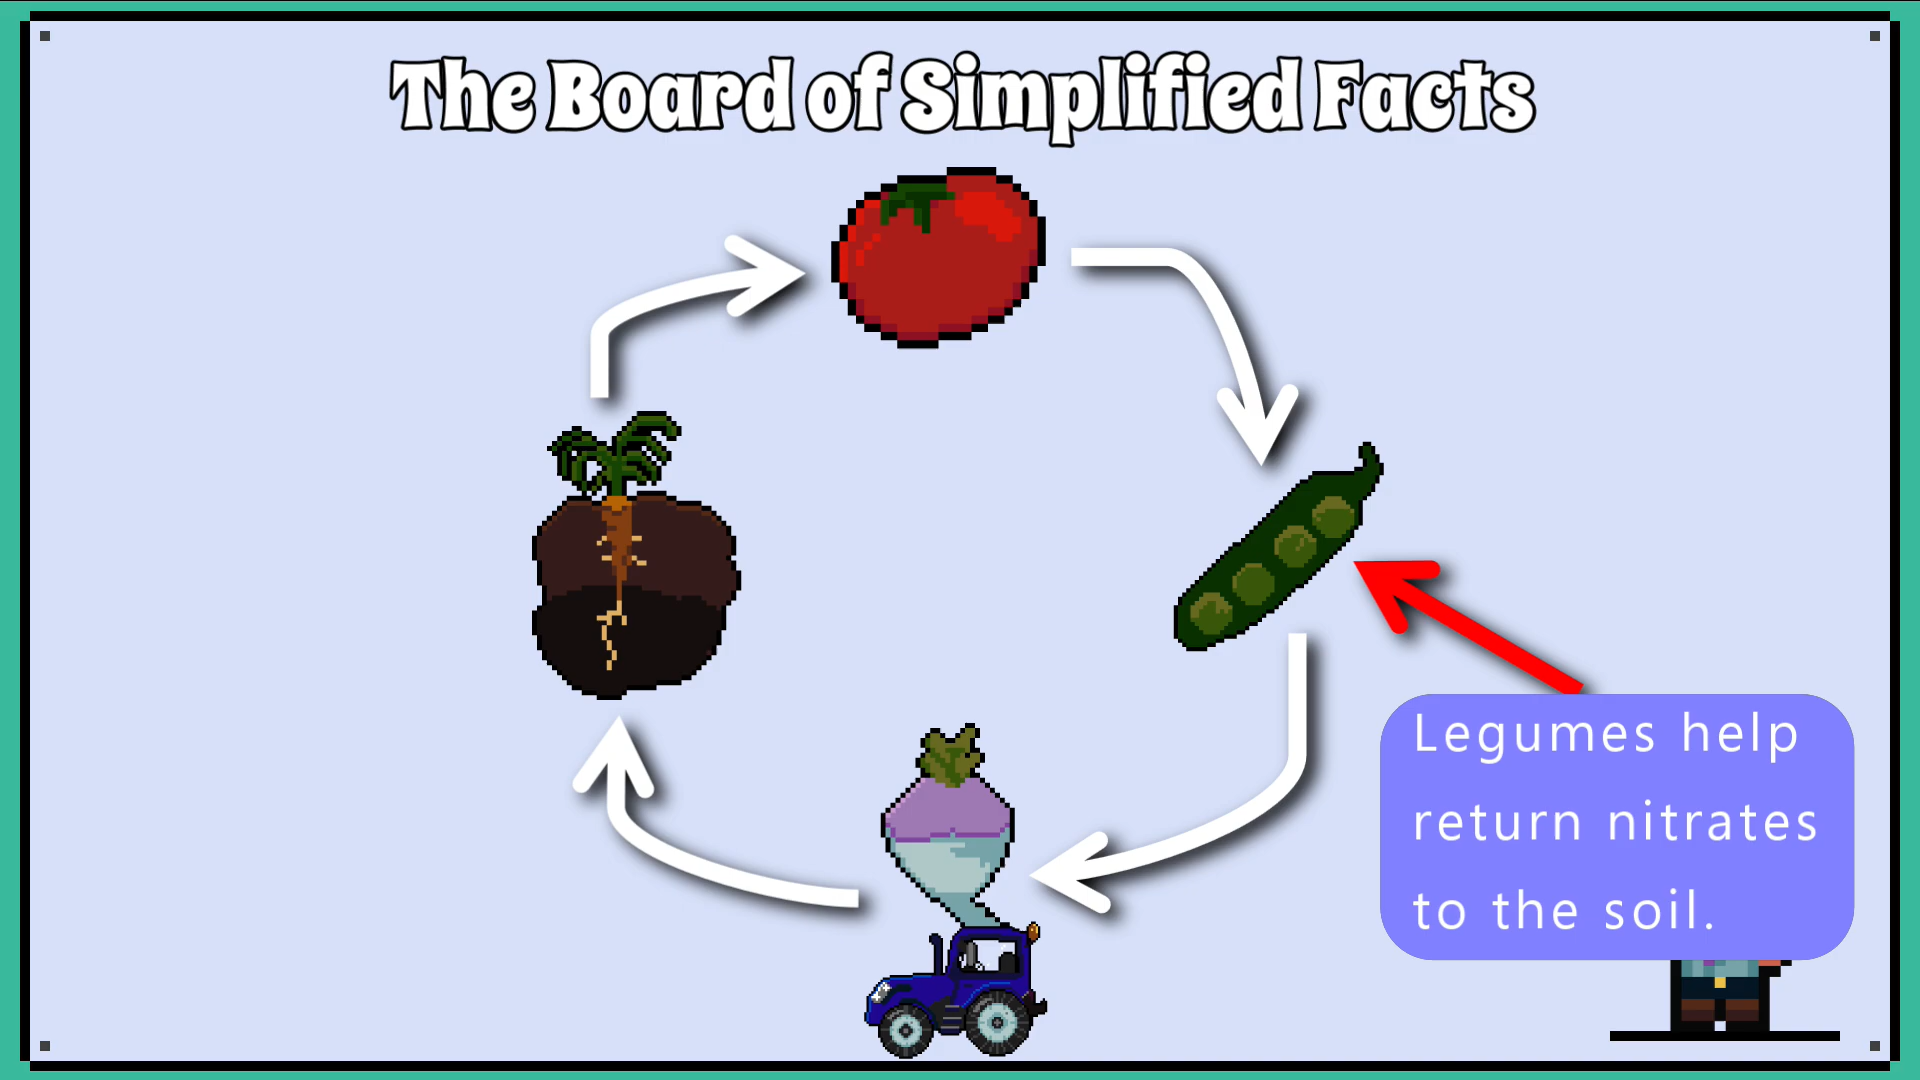 The Board of Simplified Facts
Legumes help
return nitrates
to the soil.